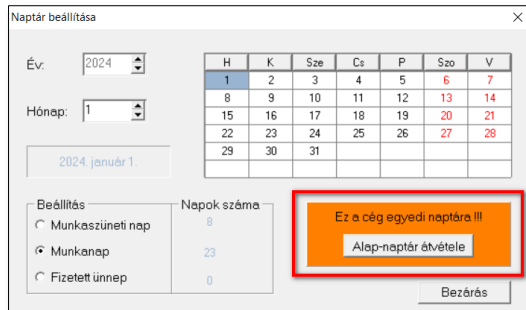 Naptár beállítása
Év: 2024
Hónap: 1
2024. január 1.
H K Sze Cs P Szo V
1 2 3 4 5 6 7
8 9 10 11 12 13 14
15 16 17 18 19 20 21
22 23 24 25 26 27 28
29 30 31
Beállítás Napok száma
Munkaszüneti nap 8
Munkanap 23
Fizetett ünnep 0
Ez a cég egyedi naptára !!!
Alap-naptár átvétele
Bezárás